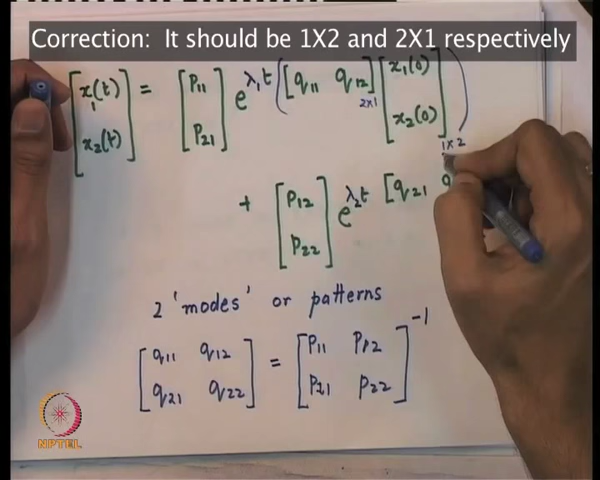 Correction: It should be 1X2 and 2X1 respectively
[x₁(t) x₂(t)] = [p₁₁ p₂₁] e^λ₁t ([q₁₁ q₁₂] [x₁(0) x₂(0)])
2x1 1x2
+ [p₁₂ p₂₂] e^λ₂t [q₂₁ q
2 'modes' or patterns
[q₁₁ q₁₂ q₂₁ q₂₂] = [p₁₁ p₁₂ p₂₁ p₂₂]⁻¹
NPTEL